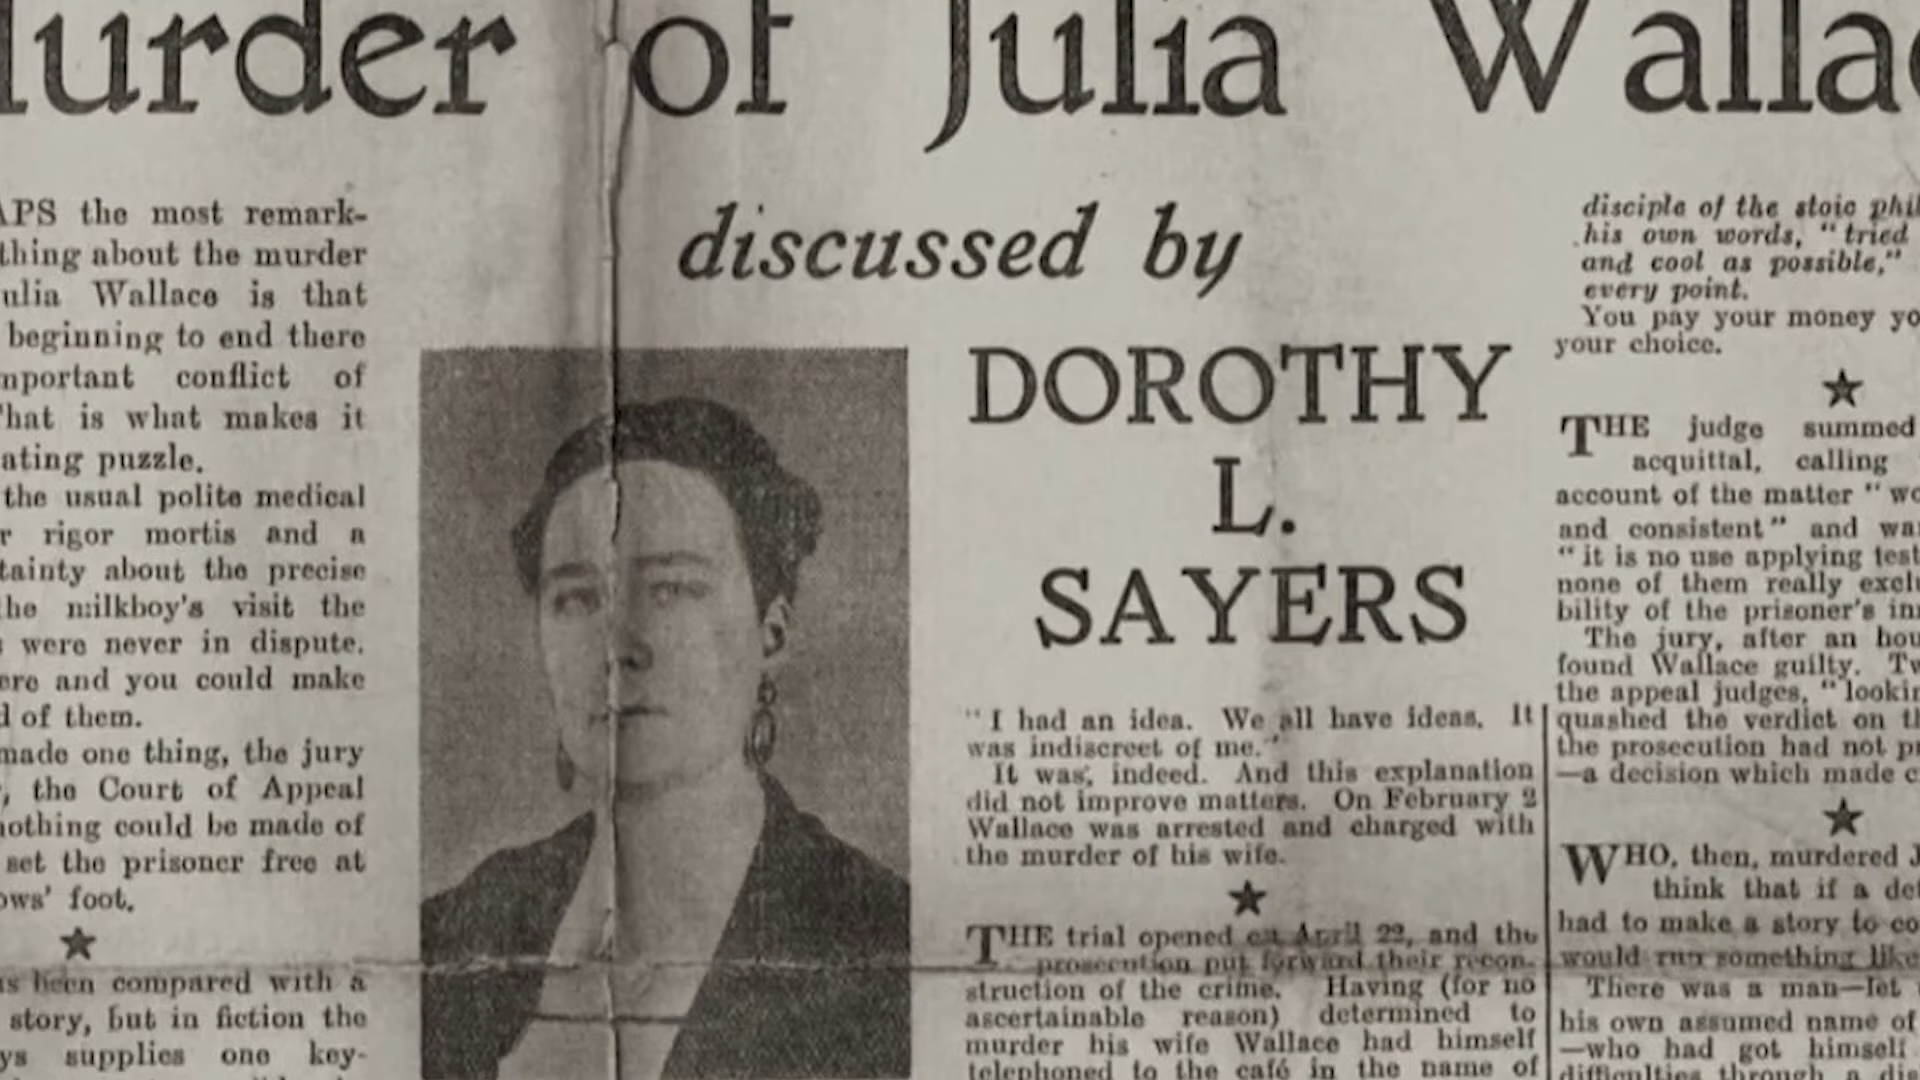 Murder of Julia Wallac
discussed by
DOROTHY
L.
SAYERS
APS the most remark-
thing about the murder
ulia Wallace is that
beginning to end there
mportant conflict of
hat is what makes it
ating puzzle.
the usual polite medical
r rigor mortis and a
tainty about the precise
he milkboy's visit the
s were never in dispute.
ere and you could make
d of them.
made one thing, the jury
, the Court of Appeal
nothing could be made of
set the prisoner free at
ows' foot.
★
as been compared with a
story, but in fiction the
ys supplies one key-
"I had an idea. We all have ideas. It
was indiscreet of me."
It was, indeed. And this explanation
did not improve matters. On February 2
Wallace was arrested and charged with
the murder of his wife.
★
THE trial opened on April 22, and the
prosecution put forward their recon-
struction of the crime. Having (for no
ascertainable reason) determined to
murder his wife Wallace had himself
telephoned to the café in the name of
disciple of the stoic phil
his own words, "tried
and cool as possible,"
every point.
You pay your money yo
your choice.
★
THE judge summed
acquittal, calling
account of the matter "wo
and consistent" and wa
"it is no use applying test
none of them really exclu
bility of the prisoner's inn
The jury, after an hou
found Wallace guilty. Tw
the appeal judges, "lookin
quashed the verdict on th
the prosecution had not pr
—a decision which made
★
WHO, then, murdered J
think that if a det
had to make a story to co
would run something like
There was a man—let
his own assumed name of
—who had got himself
difficulties through a dis